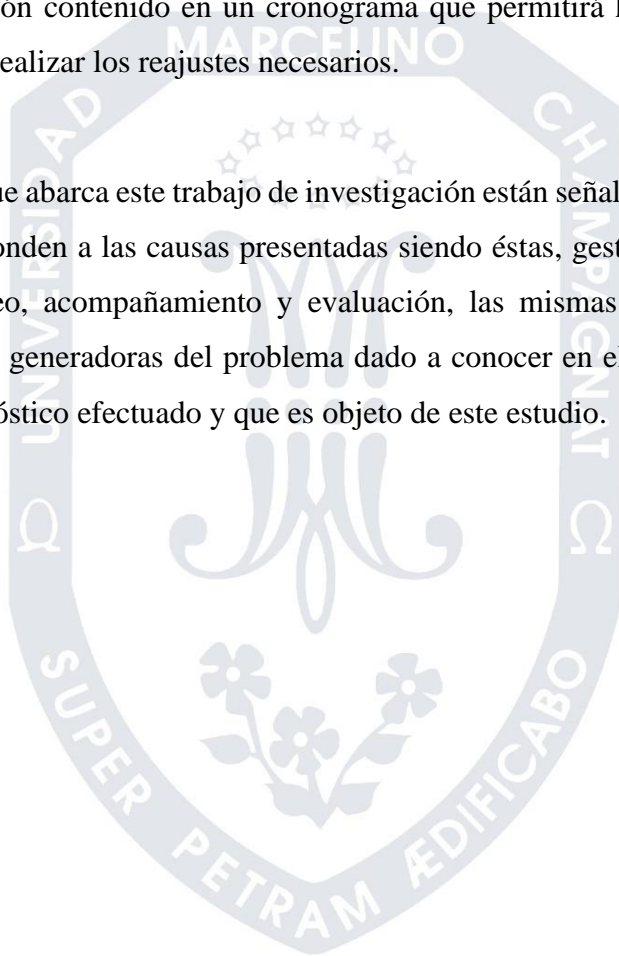 ón contenido en un cronograma que permitirá l
ealizar los reajustes necesarios.
ue abarca este trabajo de investigación están señal
onden a las causas presentadas siendo éstas, gest
eo, acompañamiento y evaluación, las mismas
generadoras del problema dado a conocer en el
óstico efectuado y que es objeto de este estudio.
UNIVERSIDAD MARCELINO CHAMPAGNAT
Ω Ω
SUPER PETRAM ÆDIFICABO